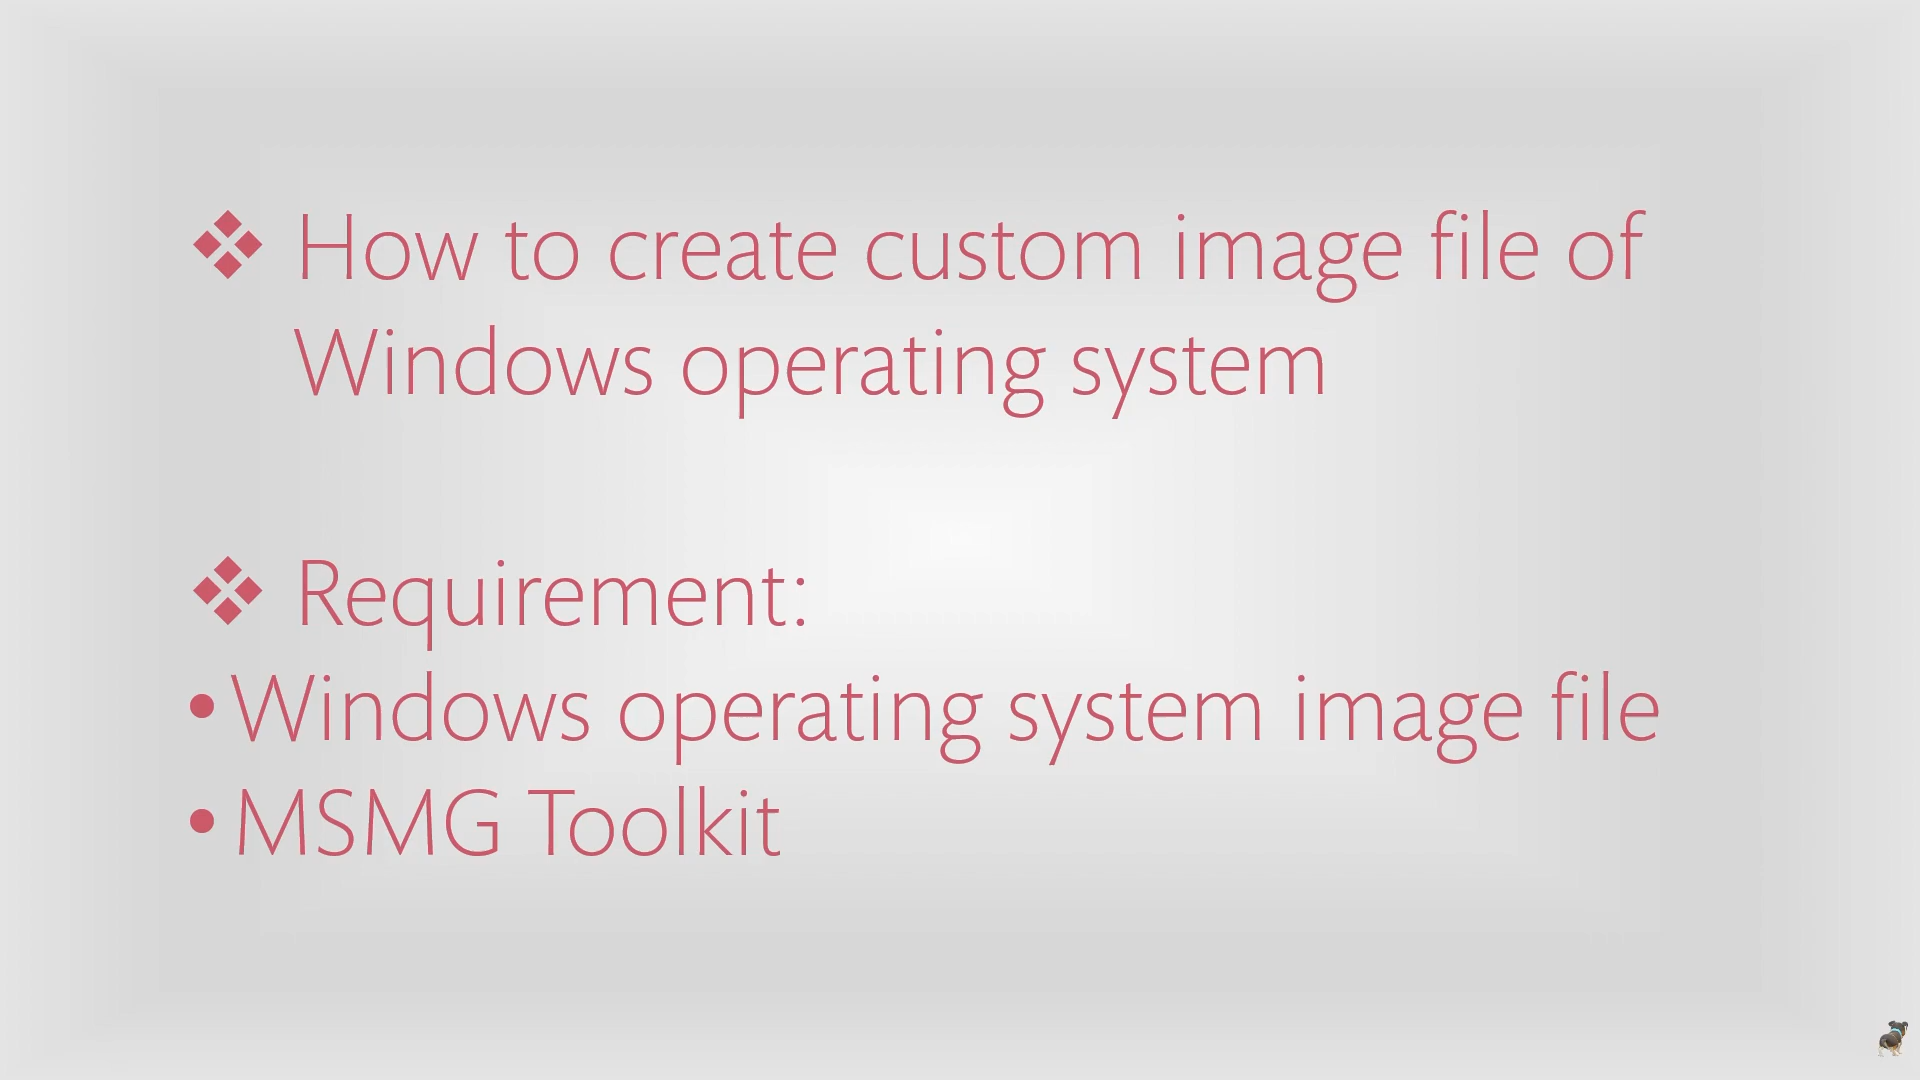 ❖ How to create custom image file of
Windows operating system
❖ Requirement:
• Windows operating system image file
• MSMG Toolkit